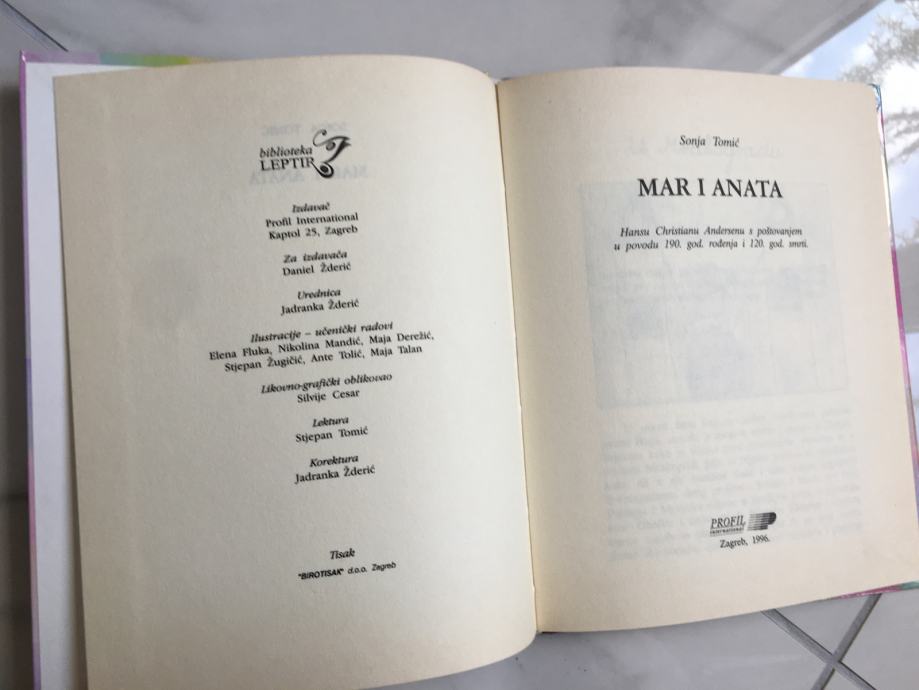 biblioteka
LEPTIR
Izdavač
Profil International
Kaptol 25, Zagreb
Za izdavača
Daniel Žderić
Urednica
Jadranka Žderić
Ilustracije – učenički radovi
Elena Fluka, Nikolina Mandić, Maja Derežić,
Stjepan Žugičić, Ante Tolić, Maja Talan
Likovno-grafički oblikovao
Silvije Cesar
Lektura
Stjepan Tomić
Korektura
Jadranka Žderić
Tisak
"BIROTISAK" d.o.o. Zagreb
Sonja Tomić
MAR I ANATA
Hansu Christianu Andersenu s poštovanjem
u povodu 190. god. rođenja i 120. god. smrti.
PROFIL
international
Zagreb, 1996.